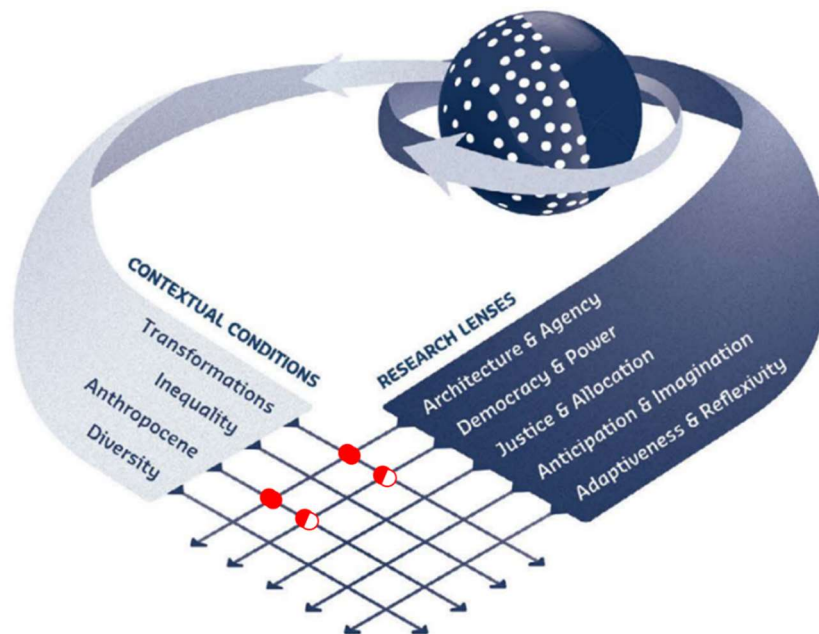 CONTEXTUAL CONDITIONS
Transformations
Inequality
Anthropocene
Diversity
RESEARCH LENSES
Architecture & Agency
Democracy & Power
Justice & Allocation
Anticipation & Imagination
Adaptiveness & Reflexivity